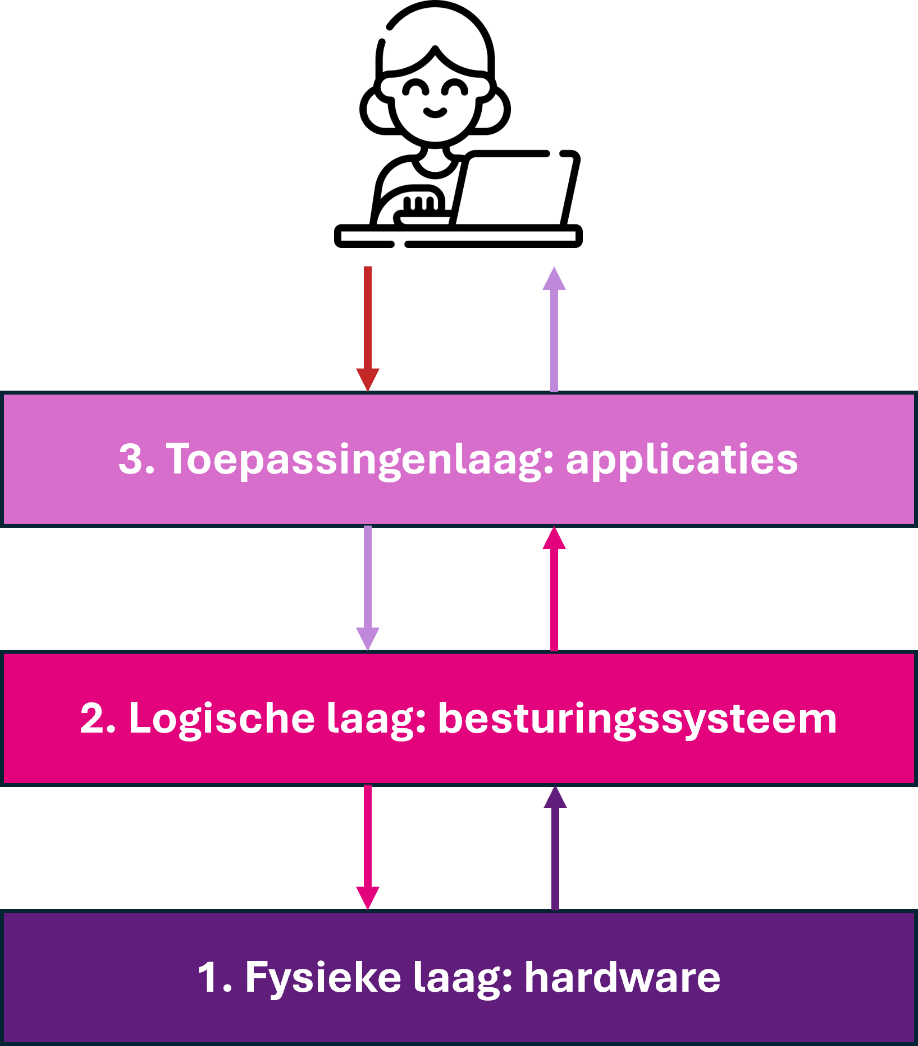 3. Toepassingenlaag: applicaties
2. Logische laag: besturingssysteem
1. Fysieke laag: hardware